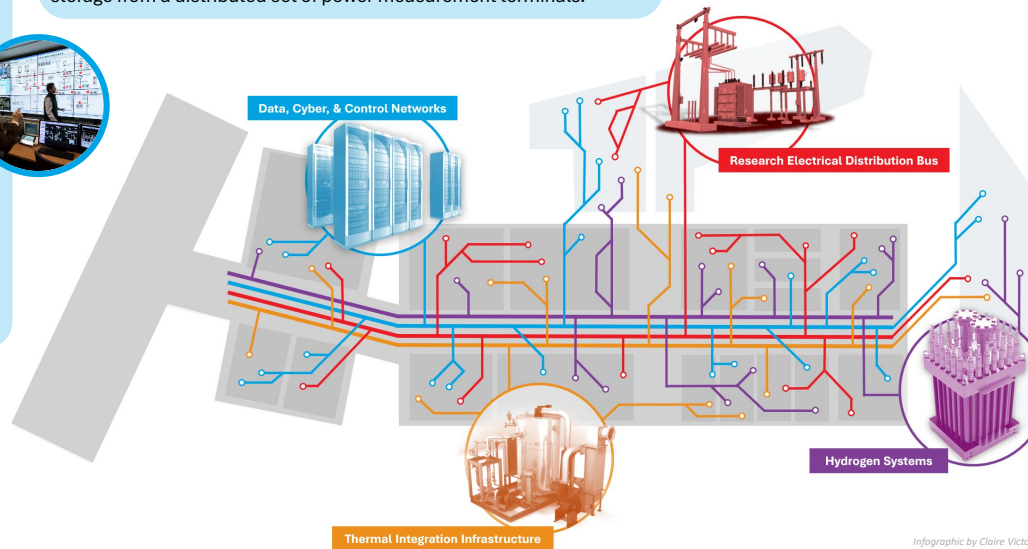 storage from a distributed set of power measurement terminals.
Data, Cyber, & Control Networks
Research Electrical Distribution Bus
Hydrogen Systems
Thermal Integration Infrastructure
Infographic by Claire